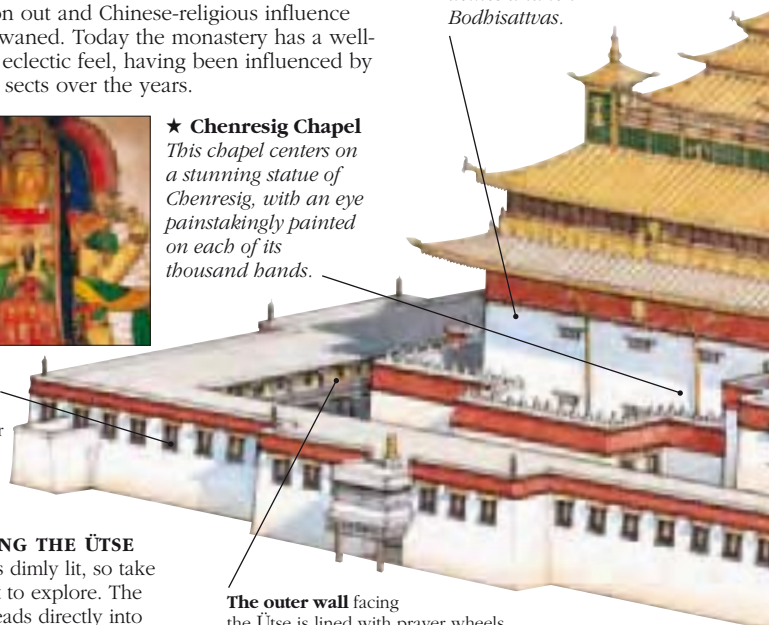 on out and Chinese-religious influence
waned. Today the monastery has a well-
eclectic feel, having been influenced by
sects over the years.
Bodhisattvas.
★ Chenresig Chapel
This chapel centers on
a stunning statue of
Chenresig, with an eye
painstakingly painted
on each of its
thousand hands.
r
NG THE ÜTSE
s dimly lit, so take
t to explore. The
eads directly into
The outer wall facing
the Ütse is lined with prayer wheels